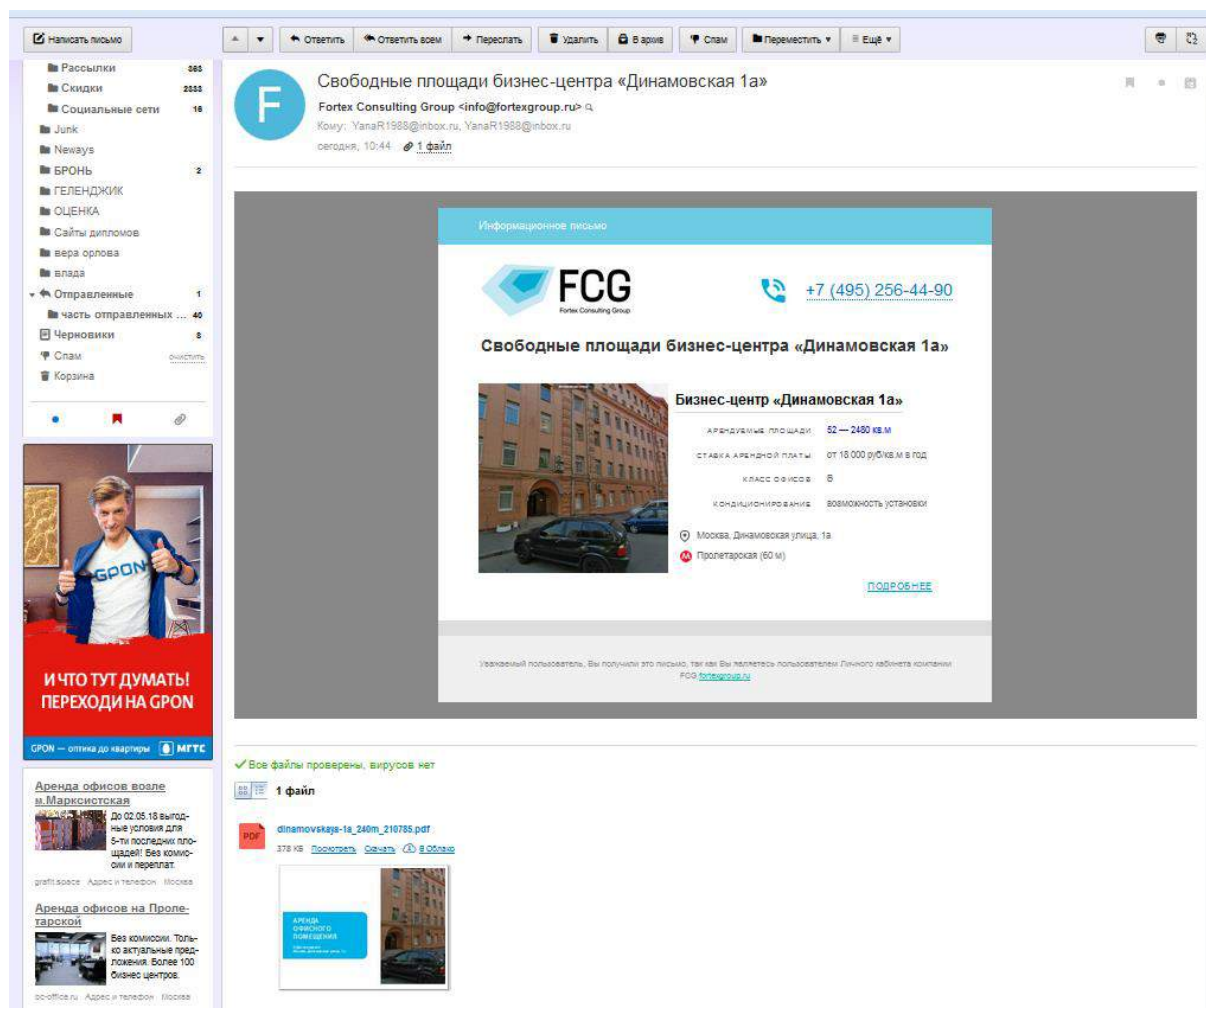 Написать письмо
Ответить
Ответить всем
Переслать
Удалить
В архив
Спам
Переместить
Ещё
Рассылки 363
Скидки 2333
Социальные сети 16
Junk
Neways
БРОНЬ 2
ГЕЛЕНДЖИК
ОЦЕНКА
Сайты дипломов
вера орлова
влада
Отправленные 1
часть отправленных ... 40
Черновики 8
Спам очистить
Корзина
GPON
И ЧТО ТУТ ДУМАТЬ!
ПЕРЕХОДИ НА GPON
GPON — оптика до квартиры МГТС
Аренда офисов возле
м.Марксистская
До 02.05.18 выгод-
ные условия для
5-ти последних пло-
щадей! Без комис-
сии и переплат.
grafit.space Адрес и телефон Москва
Аренда офисов на Проле-
тарской
Без комиссии. Толь-
ко актуальные пред-
ложения. Более 100
бизнес центров.
oc-office.ru Адрес и телефон Москва
F
Свободные площади бизнес-центра «Динамовская 1а»
Fortex Consulting Group <info@fortexgroup.ru>
Кому: YanaR1988@inbox.ru, YanaR1988@inbox.ru
сегодня, 10:44 1 файл
Информационное письмо
FCG
Fortex Consulting Group
+7 (495) 256-44-90
Свободные площади бизнес-центра «Динамовская 1а»
Бизнес-центр «Динамовская 1а»
АРЕНДУЕМЫЕ ПЛОЩАДИ 52 — 2480 кв.м
СТАВКА АРЕНДНОЙ ПЛАТЫ от 18 000 руб/кв.м в год
КЛАСС ОФИСОВ B
КОНДИЦИОНИРОВАНИЕ возможность установки
Москва, Динамовская улица, 1а
М Пролетарская (60 м)
ПОДРОБНЕЕ
Уважаемый пользователь, Вы получили это письмо, так как Вы являетесь пользователем Личного кабинета компании
FCG fortexgroup.ru
Все файлы проверены, вирусов нет
1 файл
PDF
dinamovskaja-1a_240m_210785.pdf
378 КБ Посмотреть Скачать В Облако
АРЕНДА
ОФИСНОГО
ПОМЕЩЕНИЯ